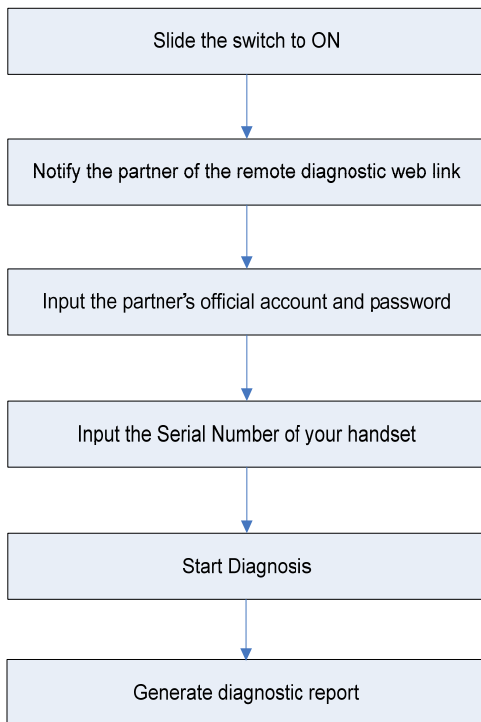 Slide the switch to ON
Notify the partner of the remote diagnostic web link
Input the partner’s official account and password
Input the Serial Number of your handset
Start Diagnosis
Generate diagnostic report